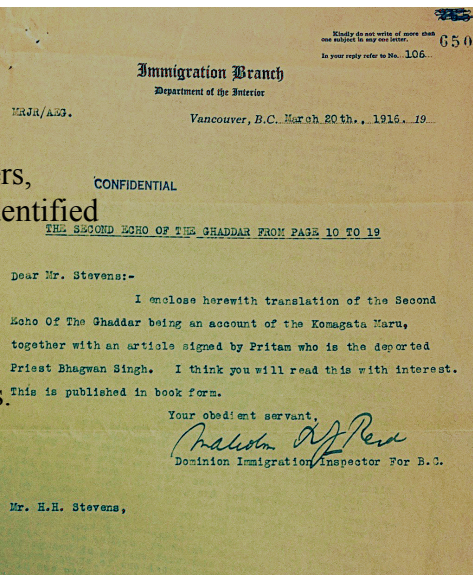 Kindly do not write of more than
one subject in any one letter.
650
In your reply refer to No. 106
Immigration Branch
Department of the Interior
MRJR/AEG.
Vancouver, B.C. March 20th., 1916. 19
rs,
CONFIDENTIAL
entified
THE SECOND ECHO OF THE GHADDAR FROM PAGE 10 TO 19
Dear Mr. Stevens:-
I enclose herewith translation of the Second
Echo Of The Ghaddar being an account of the Komagata Maru,
together with an article signed by Pritam who is the deported
Priest Bhagwan Singh. I think you will read this with interest.
s.
This is published in book form.
Your obedient servant,
Malcolm RJ Reid
Dominion Immigration Inspector For B.C.
Mr. H.H. Stevens,